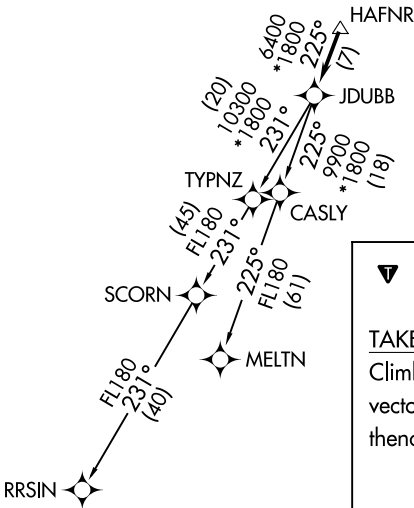 HAFNR
6400
*1800
225°
(7)
JDUBB
(20)
10300
*1800
231°
225°
9900
*1800
(18)
TYPNZ
CASLY
(45)
FL180
231°
225°
FL180
(61)
SCORN
MELTN
FL180
231°
(40)
RRSIN
T
TAKE
Climb
vecto
thenc